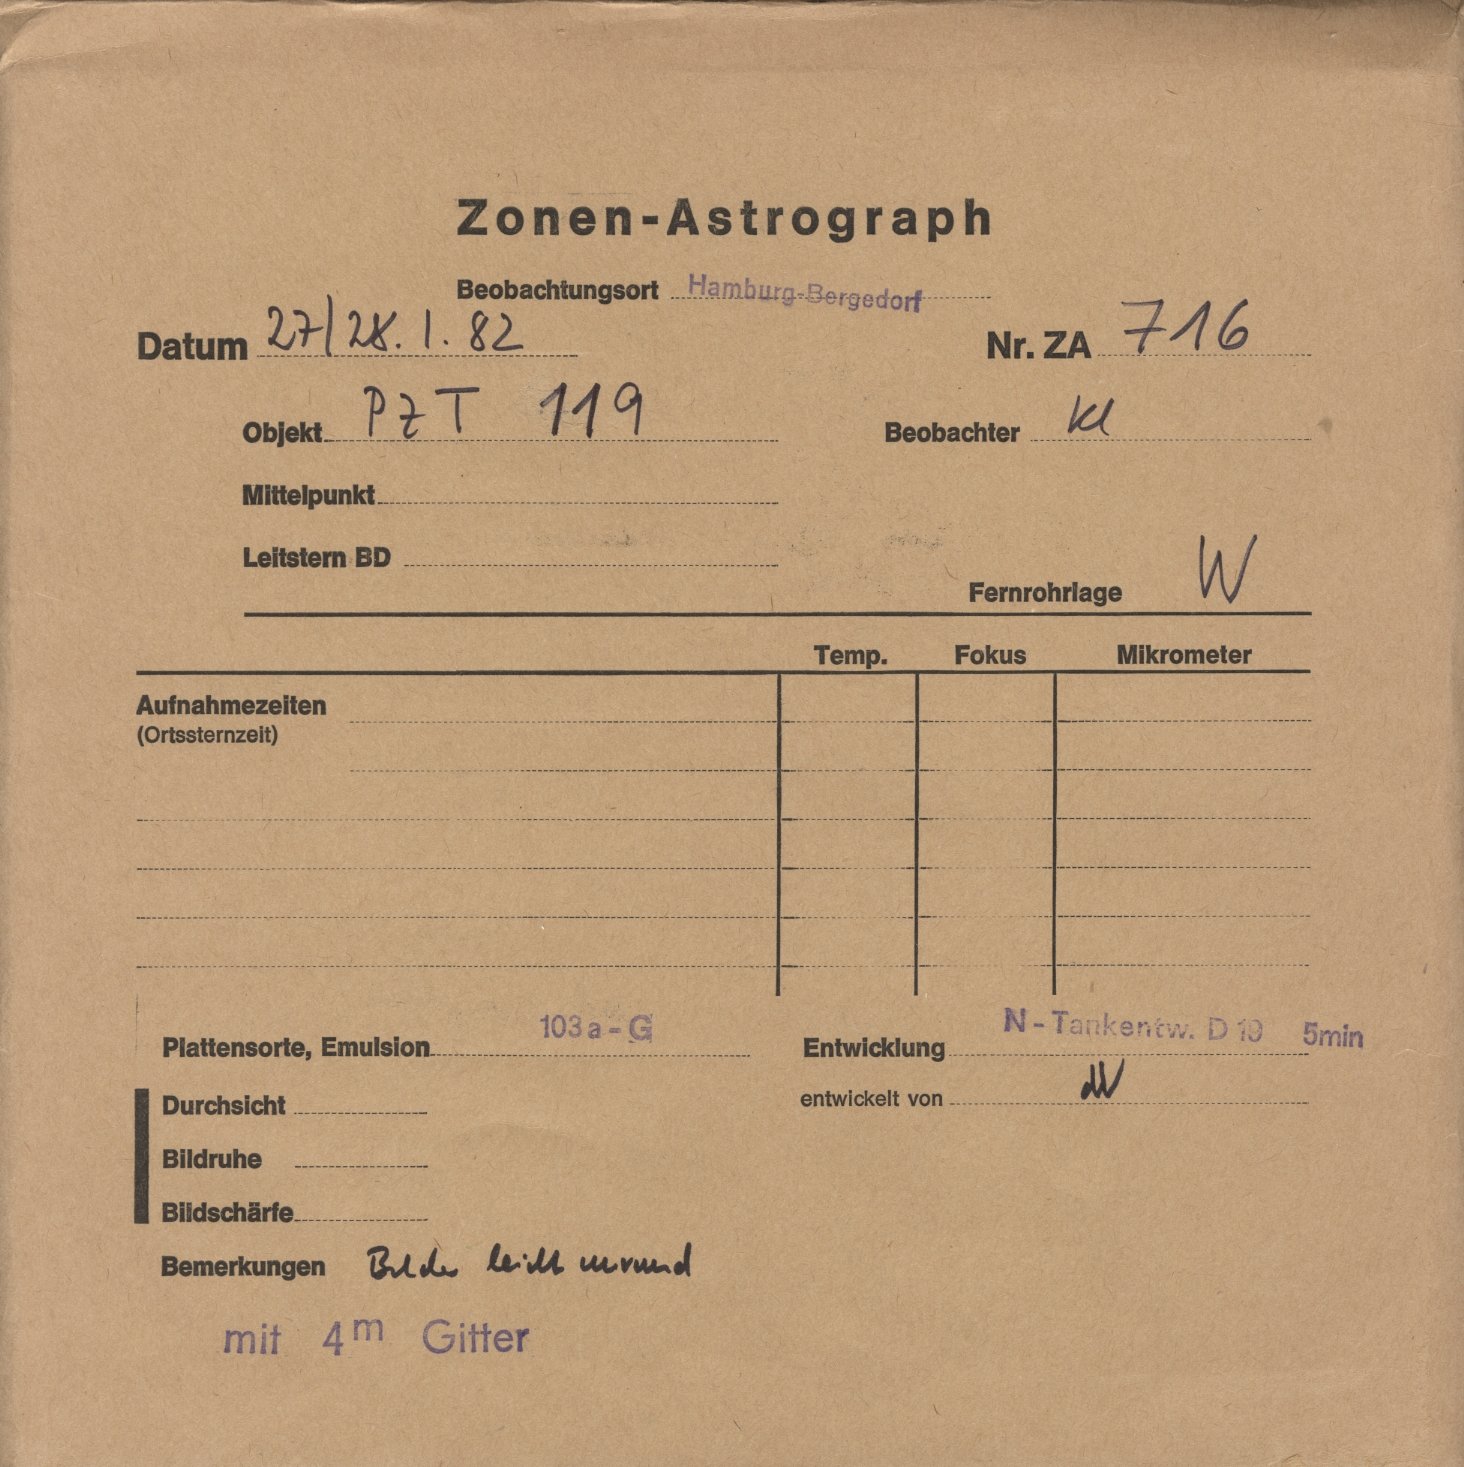 Zonen-Astrograph
Beobachtungsort Hamburg-Bergedorf
Datum 27/28. 1. 82 Nr. ZA 716
Objekt PZT 119 Beobachter Kl
Mittelpunkt
Leitstern BD
Fernrohrlage W
Temp. Fokus Mikrometer
Aufnahmezeiten
(Ortssternzeit)
Plattensorte, Emulsion 103a-G Entwicklung N-Tankentw. D 19 5min
Durchsicht entwickelt von
Bildruhe
Bildschärfe
Bemerkungen Bilder leicht unrund
mit 4m Gitter